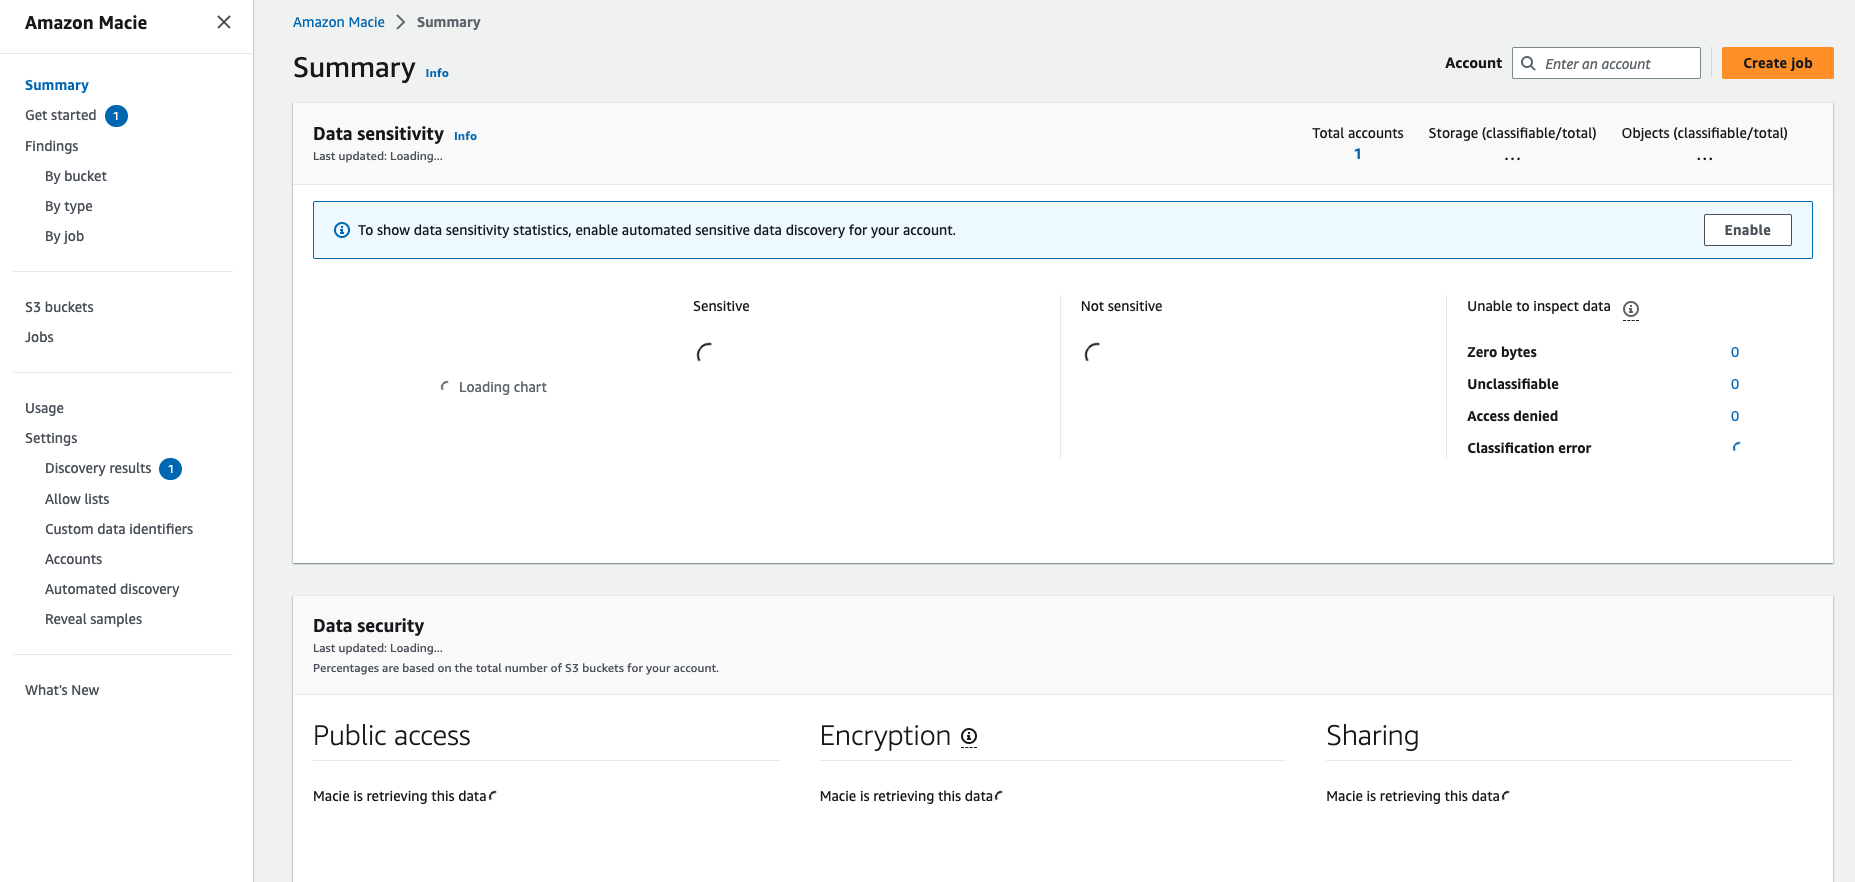 Amazon Macie
Summary
Get started 1
Findings
By bucket
By type
By job
S3 buckets
Jobs
Usage
Settings
Discovery results 1
Allow lists
Custom data identifiers
Accounts
Automated discovery
Reveal samples
What's New
Amazon Macie > Summary
Summary Info
Account Enter an account Create job
Data sensitivity Info
Last updated: Loading...
Total accounts
1
Storage (classifiable/total)
...
Objects (classifiable/total)
...
To show data sensitivity statistics, enable automated sensitive data discovery for your account. Enable
Loading chart
Sensitive
Not sensitive
Unable to inspect data
Zero bytes 0
Unclassifiable 0
Access denied 0
Classification error
Data security
Last updated: Loading...
Percentages are based on the total number of S3 buckets for your account.
Public access
Macie is retrieving this data
Encryption
Macie is retrieving this data
Sharing
Macie is retrieving this data